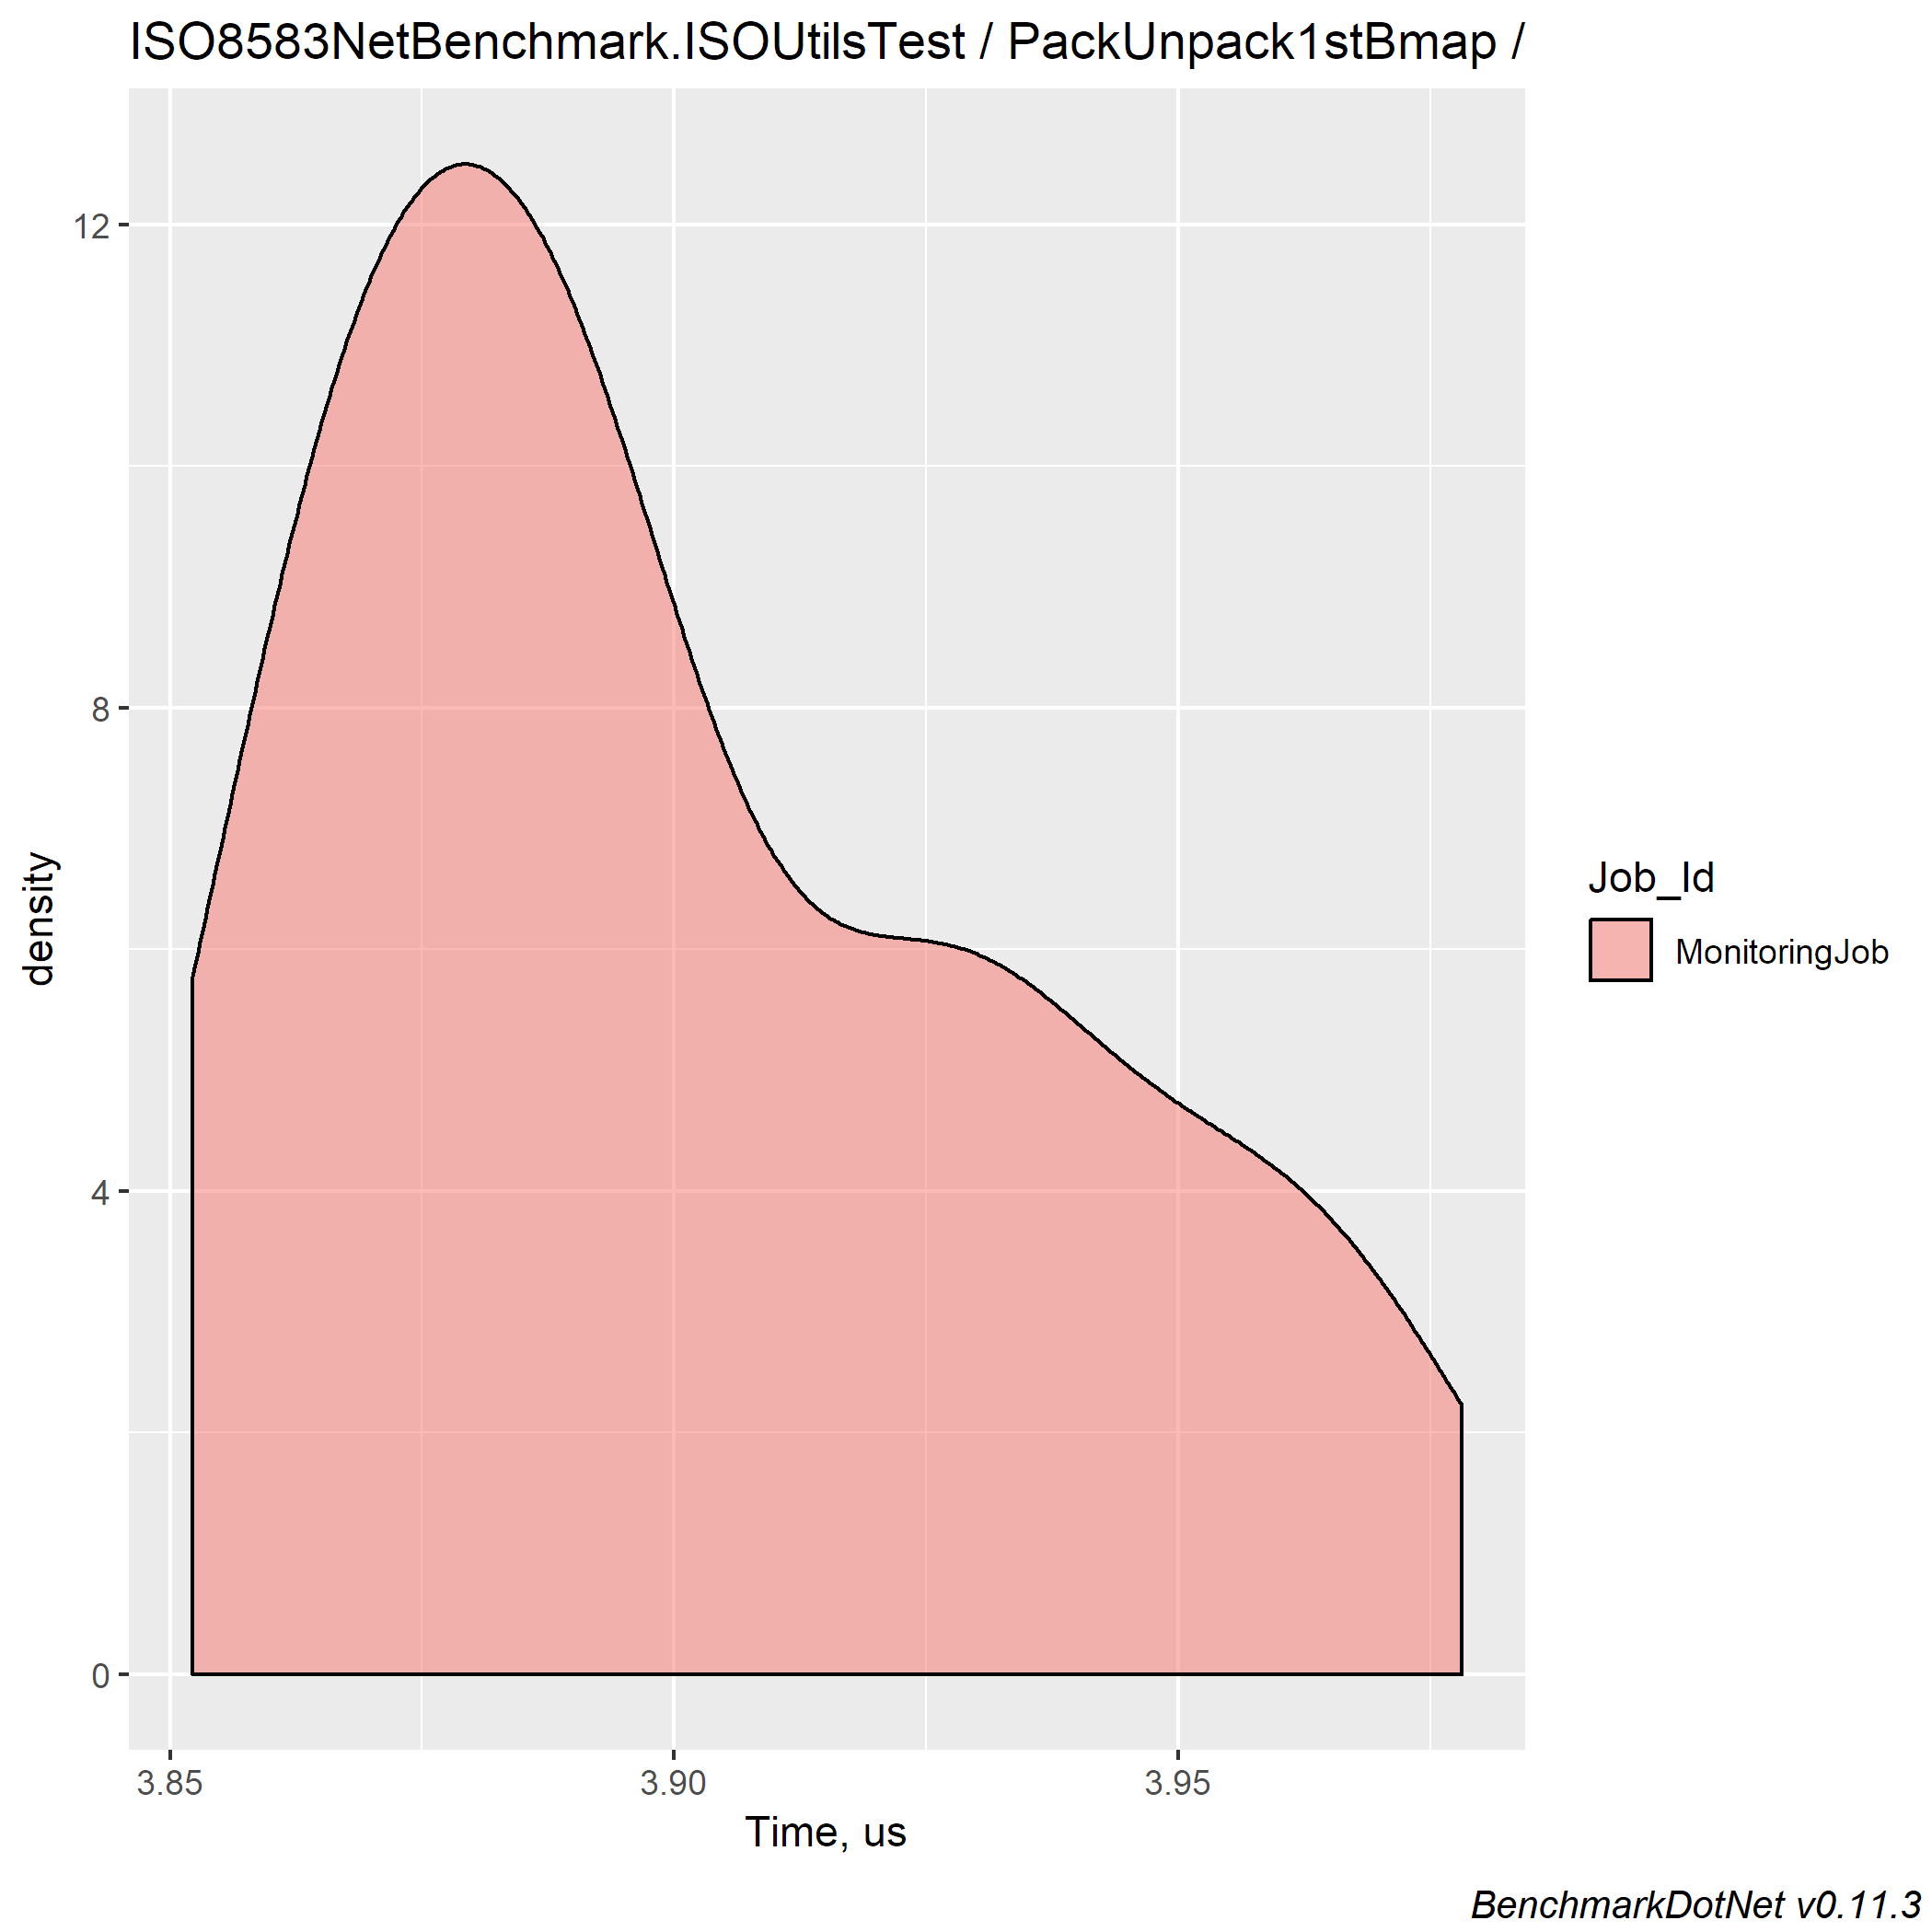 ISO8583NetBenchmark.ISOUtilsTest / PackUnpack1stBmap /
12
8
4
0
density
3.85 3.90 3.95
Time, us
Job_Id
MonitoringJob
BenchmarkDotNet v0.11.3